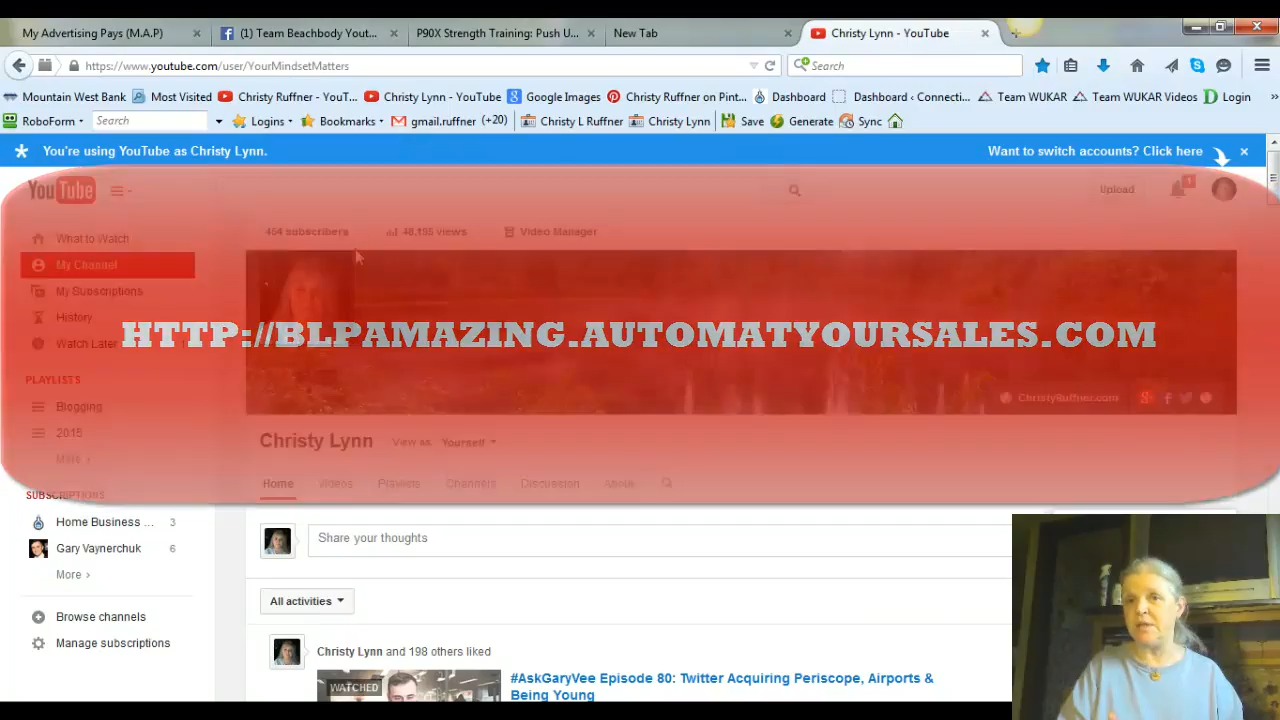 My Advertising Pays (M.A.P)
(1) Team Beachbody Yout...
P90X Strength Training: Push U...
New Tab
Christy Lynn - YouTube
https://www.youtube.com/user/YourMindsetMatters
Search
Mountain West Bank
Most Visited
Christy Ruffner - YouT...
Christy Lynn - YouTube
Google Images
Christy Ruffner on Pint...
Dashboard
Dashboard ‹ Connecti...
Team WUKAR
Team WUKAR Videos
Login
RoboForm
Search
Logins
Bookmarks
gmail.ruffner (+20)
Christy L Ruffner
Christy Lynn
Save
Generate
Sync
You're using YouTube as Christy Lynn.
Want to switch accounts? Click here
YouTube
Upload
1
What to Watch
454 subscribers
48,155 views
Video Manager
My Channel
My Subscriptions
History
HTTP://BLPAMAZING.AUTOMATYOURSALES.COM
Watch Later
PLAYLISTS
Blogging
ChristyRuffner.com
2015
Christy Lynn
View as: Yourself
More ›
Home
Videos
Playlists
Channels
Discussion
About
SUBSCRIPTIONS
Home Business ... 3
Share your thoughts
Gary Vaynerchuk 6
More ›
All activities
Browse channels
Manage subscriptions
Christy Lynn and 198 others liked
WATCHED
#AskGaryVee Episode 80: Twitter Acquiring Periscope, Airports &
Being Young